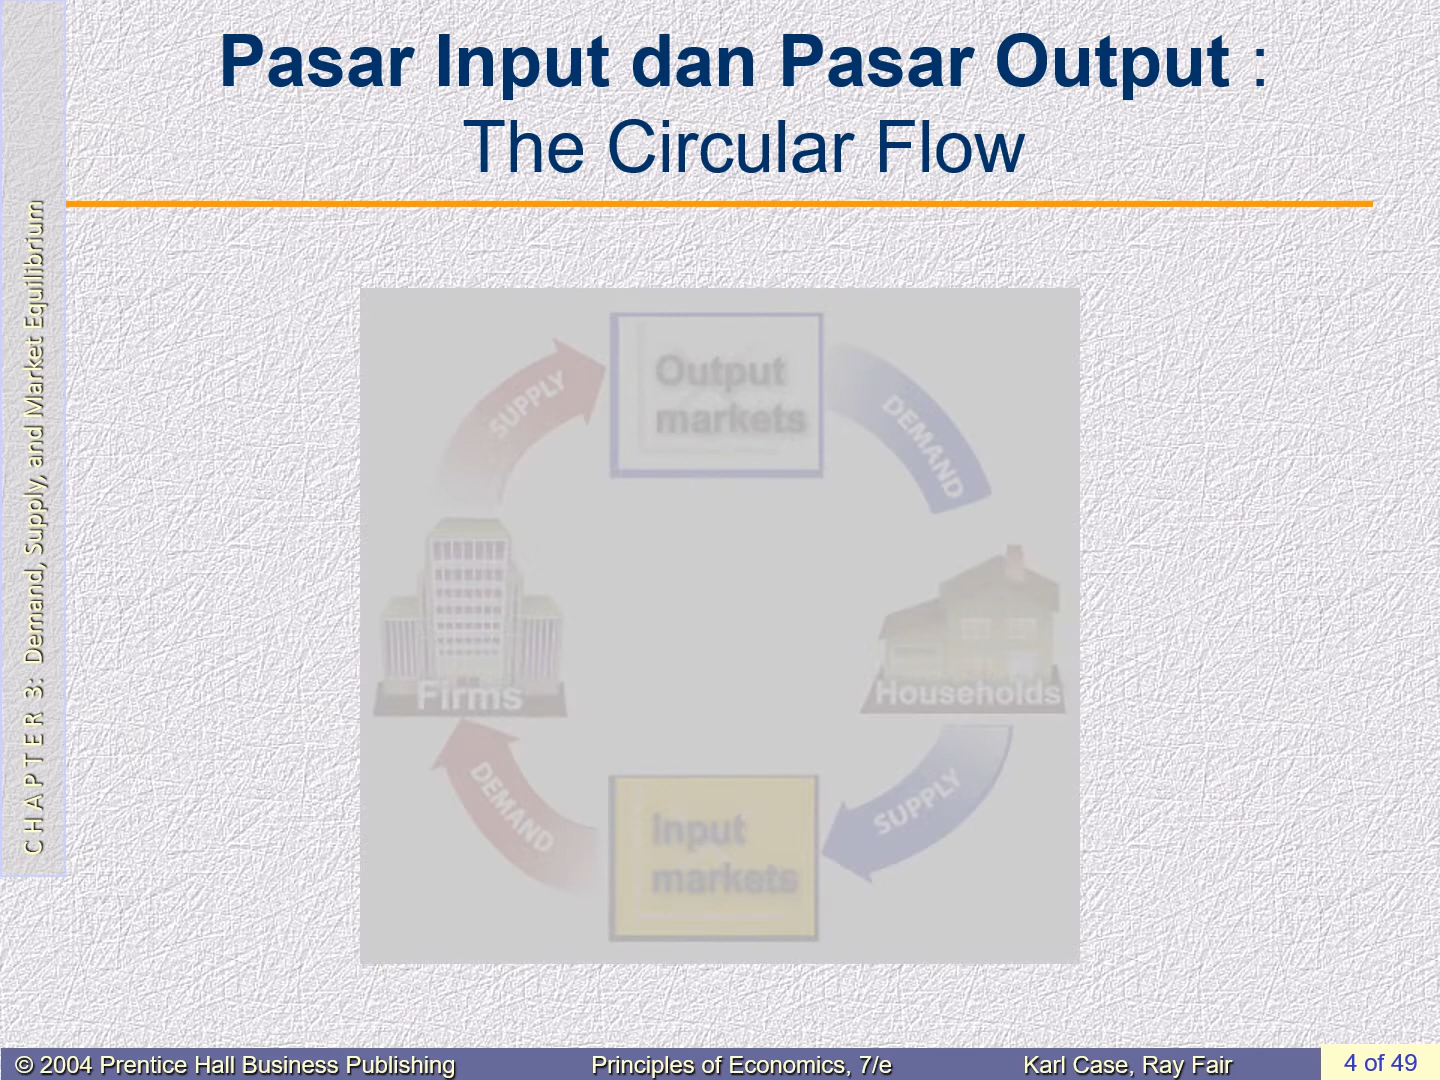 Pasar Input dan Pasar Output :
The Circular Flow
CHAPTER 3: Demand, Supply, and Market Equilibrium
SUPPLY
Output
markets
DEMAND
Firms
Households
DEMAND
Input
markets
SUPPLY
© 2004 Prentice Hall Business Publishing
Principles of Economics, 7/e
Karl Case, Ray Fair
4 of 49